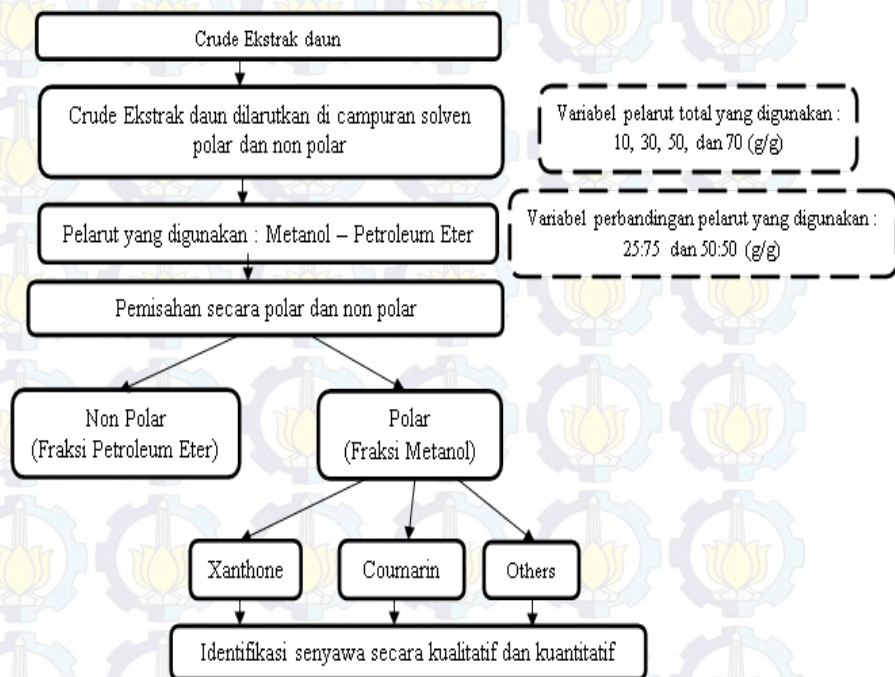 Crude Ekstrak daun
Crude Ekstrak daun dilarutkan di campuran solven
polar dan non polar
Variabel pelarut total yang digunakan :
10, 30, 50, dan 70 (g/g)
Pelarut yang digunakan : Metanol – Petroleum Eter
Variabel perbandingan pelarut yang digunakan :
25:75 dan 50:50 (g/g)
Pemisahan secara polar dan non polar
Non Polar
(Fraksi Petroleum Eter)
Polar
(Fraksi Metanol)
Xanthone
Coumarin
Others
Identifikasi senyawa secara kualitatif dan kuantitatif